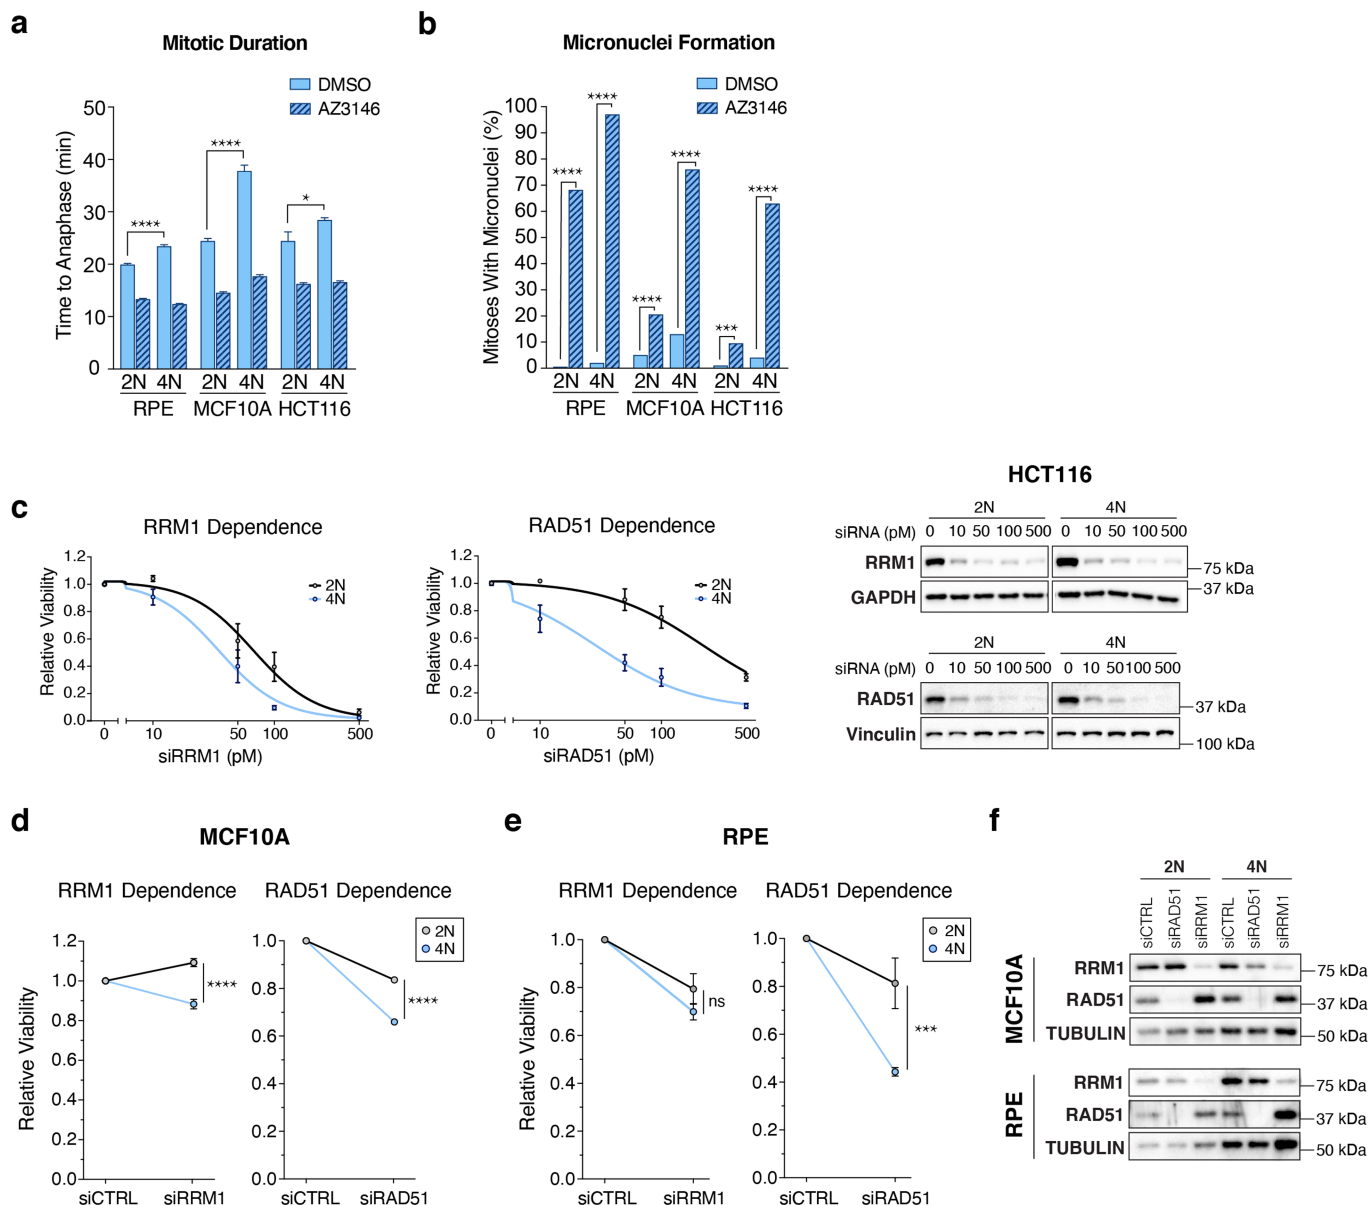 a
Mitotic Duration
DMSO
AZ3146
Time to Anaphase (min)
50
40
30
20
10
0
****
****
*
2N 4N 2N 4N 2N 4N
RPE MCF10A HCT116
b
Micronuclei Formation
DMSO
AZ3146
Mitoses With Micronuclei (%)
100
90
80
70
60
50
40
30
20
10
0
****
****
****
****
***
****
2N 4N 2N 4N 2N 4N
RPE MCF10A HCT116
c
RRM1 Dependence
Relative Viability
1.2
1.0
0.8
0.6
0.4
0.2
0.0
2N
4N
0 10 50 100 500
siRRM1 (pM)
RAD51 Dependence
Relative Viability
1.2
1.0
0.8
0.6
0.4
0.2
0.0
2N
4N
0 10 50 100 500
siRAD51 (pM)
HCT116
2N 4N
siRNA (pM) 0 10 50 100 500 0 10 50 100 500
RRM1 75 kDa
GAPDH 37 kDa
2N 4N
siRNA (pM) 0 10 50 100 500 0 10 50 100 500
RAD51 37 kDa
Vinculin 100 kDa
d
MCF10A
RRM1 Dependence
Relative Viability
1.2
1.0
0.8
0.6
0.4
0.2
0.0
****
siCTRL siRRM1
RAD51 Dependence
2N
4N
1.0
0.8
0.6
0.4
0.2
0.0
****
siCTRL siRAD51
e
RPE
RRM1 Dependence
Relative Viability
1.0
0.8
0.6
0.4
0.2
0.0
ns
siCTRL siRRM1
RAD51 Dependence
2N
4N
1.0
0.8
0.6
0.4
0.2
0.0
***
siCTRL siRAD51
f
2N 4N
siCTRL siRAD51 siRRM1 siCTRL siRAD51 siRRM1
MCF10A
RRM1 75 kDa
RAD51 37 kDa
TUBULIN 50 kDa
RPE
RRM1 75 kDa
RAD51 37 kDa
TUBULIN 50 kDa